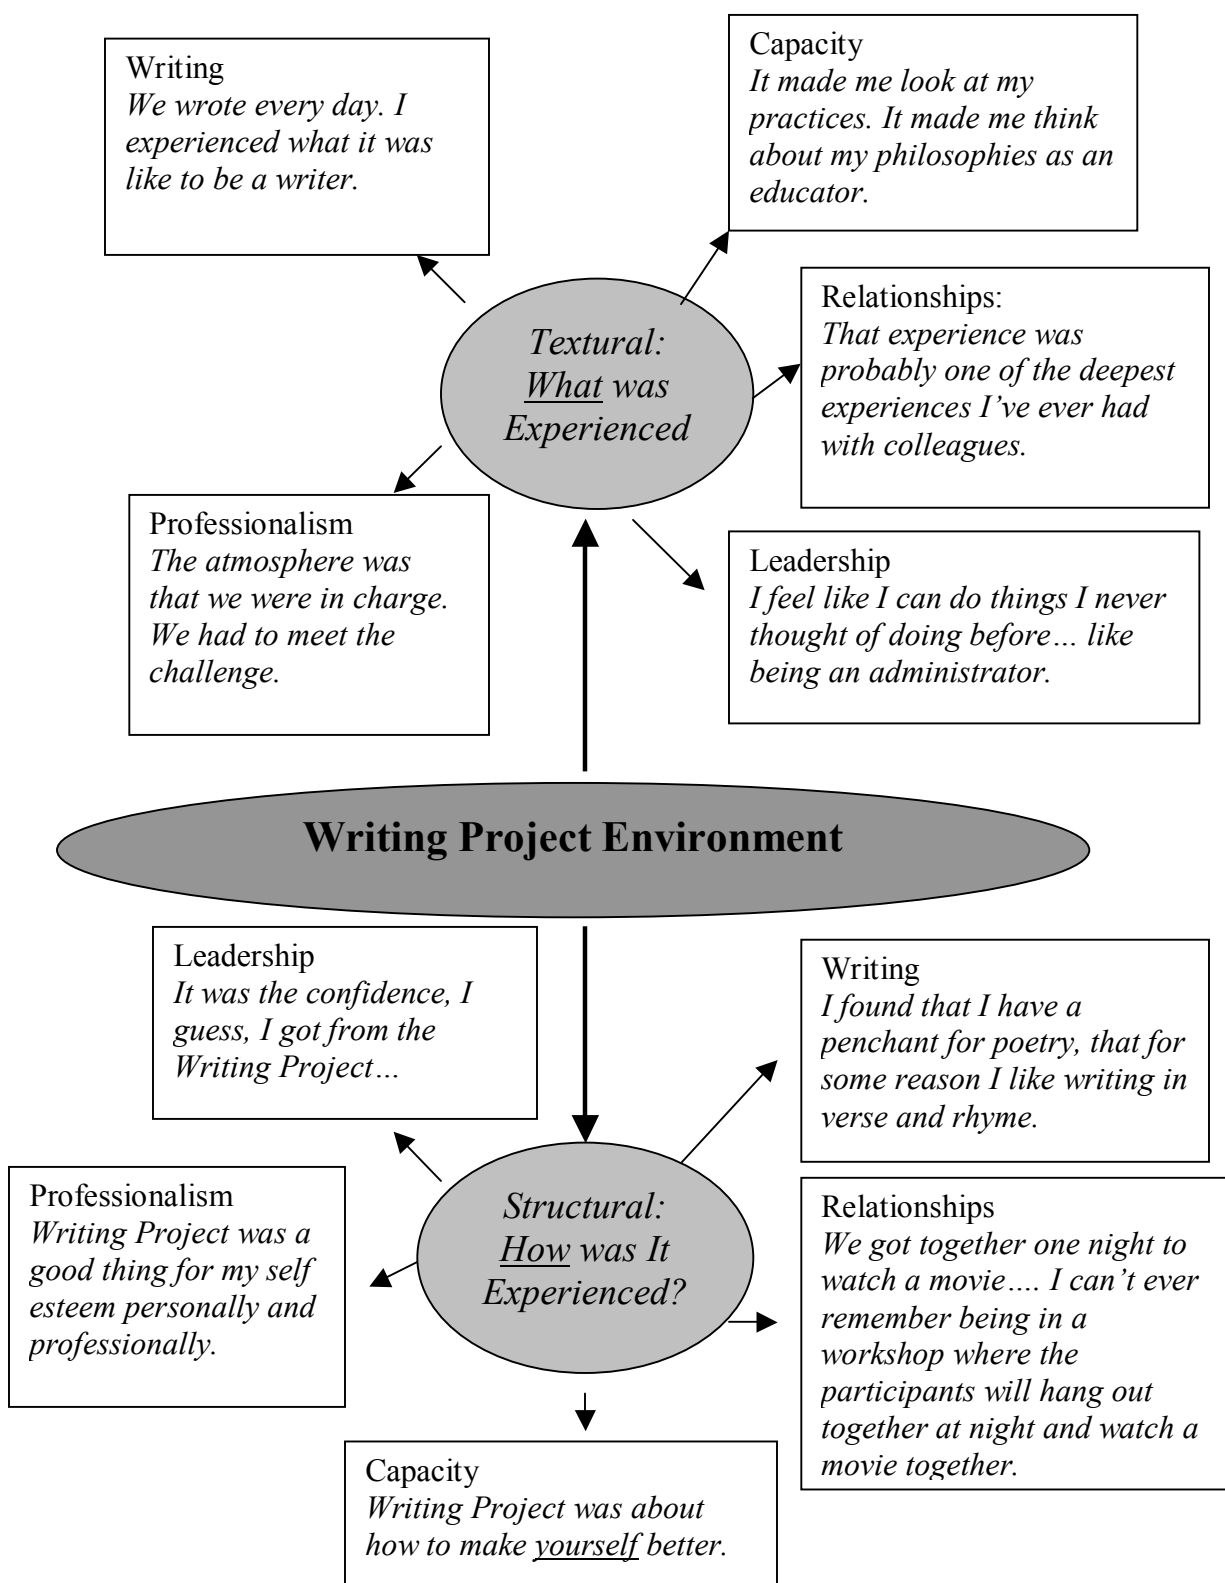 Writing
We wrote every day. I
experienced what it was
like to be a writer.
Capacity
It made me look at my
practices. It made me think
about my philosophies as an
educator.
Textural:
What was
Experienced
Relationships:
That experience was
probably one of the deepest
experiences I’ve ever had
with colleagues.
Professionalism
The atmosphere was
that we were in charge.
We had to meet the
challenge.
Leadership
I feel like I can do things I never
thought of doing before… like
being an administrator.
Writing Project Environment
Leadership
It was the confidence, I
guess, I got from the
Writing Project…
Writing
I found that I have a
penchant for poetry, that for
some reason I like writing in
verse and rhyme.
Professionalism
Writing Project was a
good thing for my self
esteem personally and
professionally.
Structural:
How was It
Experienced?
Relationships
We got together one night to
watch a movie…. I can’t ever
remember being in a
workshop where the
participants will hang out
together at night and watch a
movie together.
Capacity
Writing Project was about
how to make yourself better.